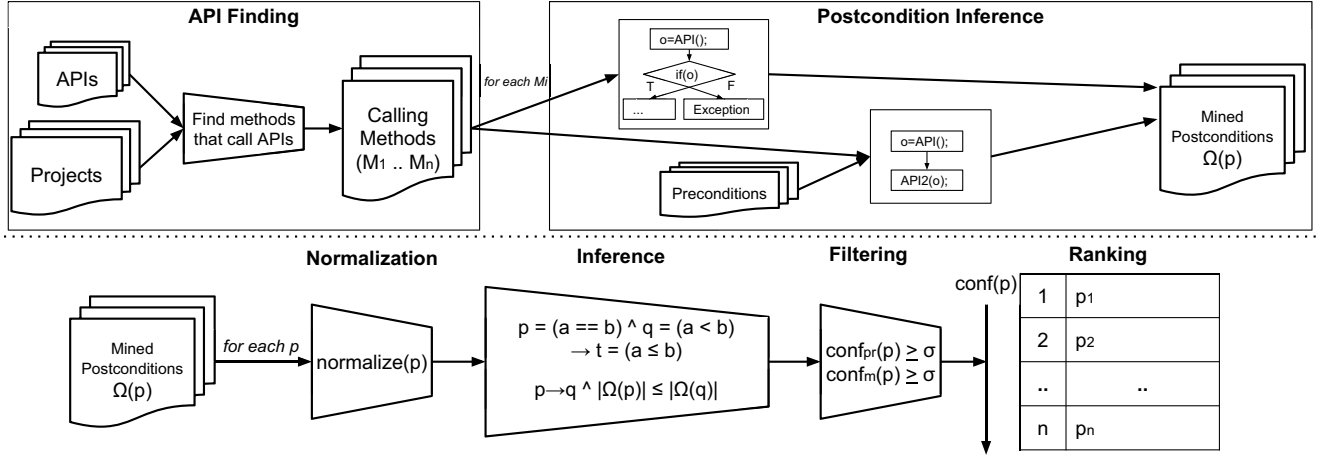 API Finding
APIs
Projects
Find methods
that call APIs
Calling
Methods
(M1 .. Mn)
for each Mi
Postcondition Inference
o=API();
if(o)
T
F
...
Exception
Preconditions
o=API();
API2(o);
Mined
Postconditions
Ω(p)
Normalization
Inference
Filtering
Ranking
Mined
Postconditions
Ω(p)
for each p
normalize(p)
p = (a == b) ^ q = (a < b)
→ t = (a ≤ b)
p→q ^ |Ω(p)| ≤ |Ω(q)|
confpr(p) ≥ σ
confm(p) ≥ σ
conf(p)
1 p1
2 p2
.. ..
n pn